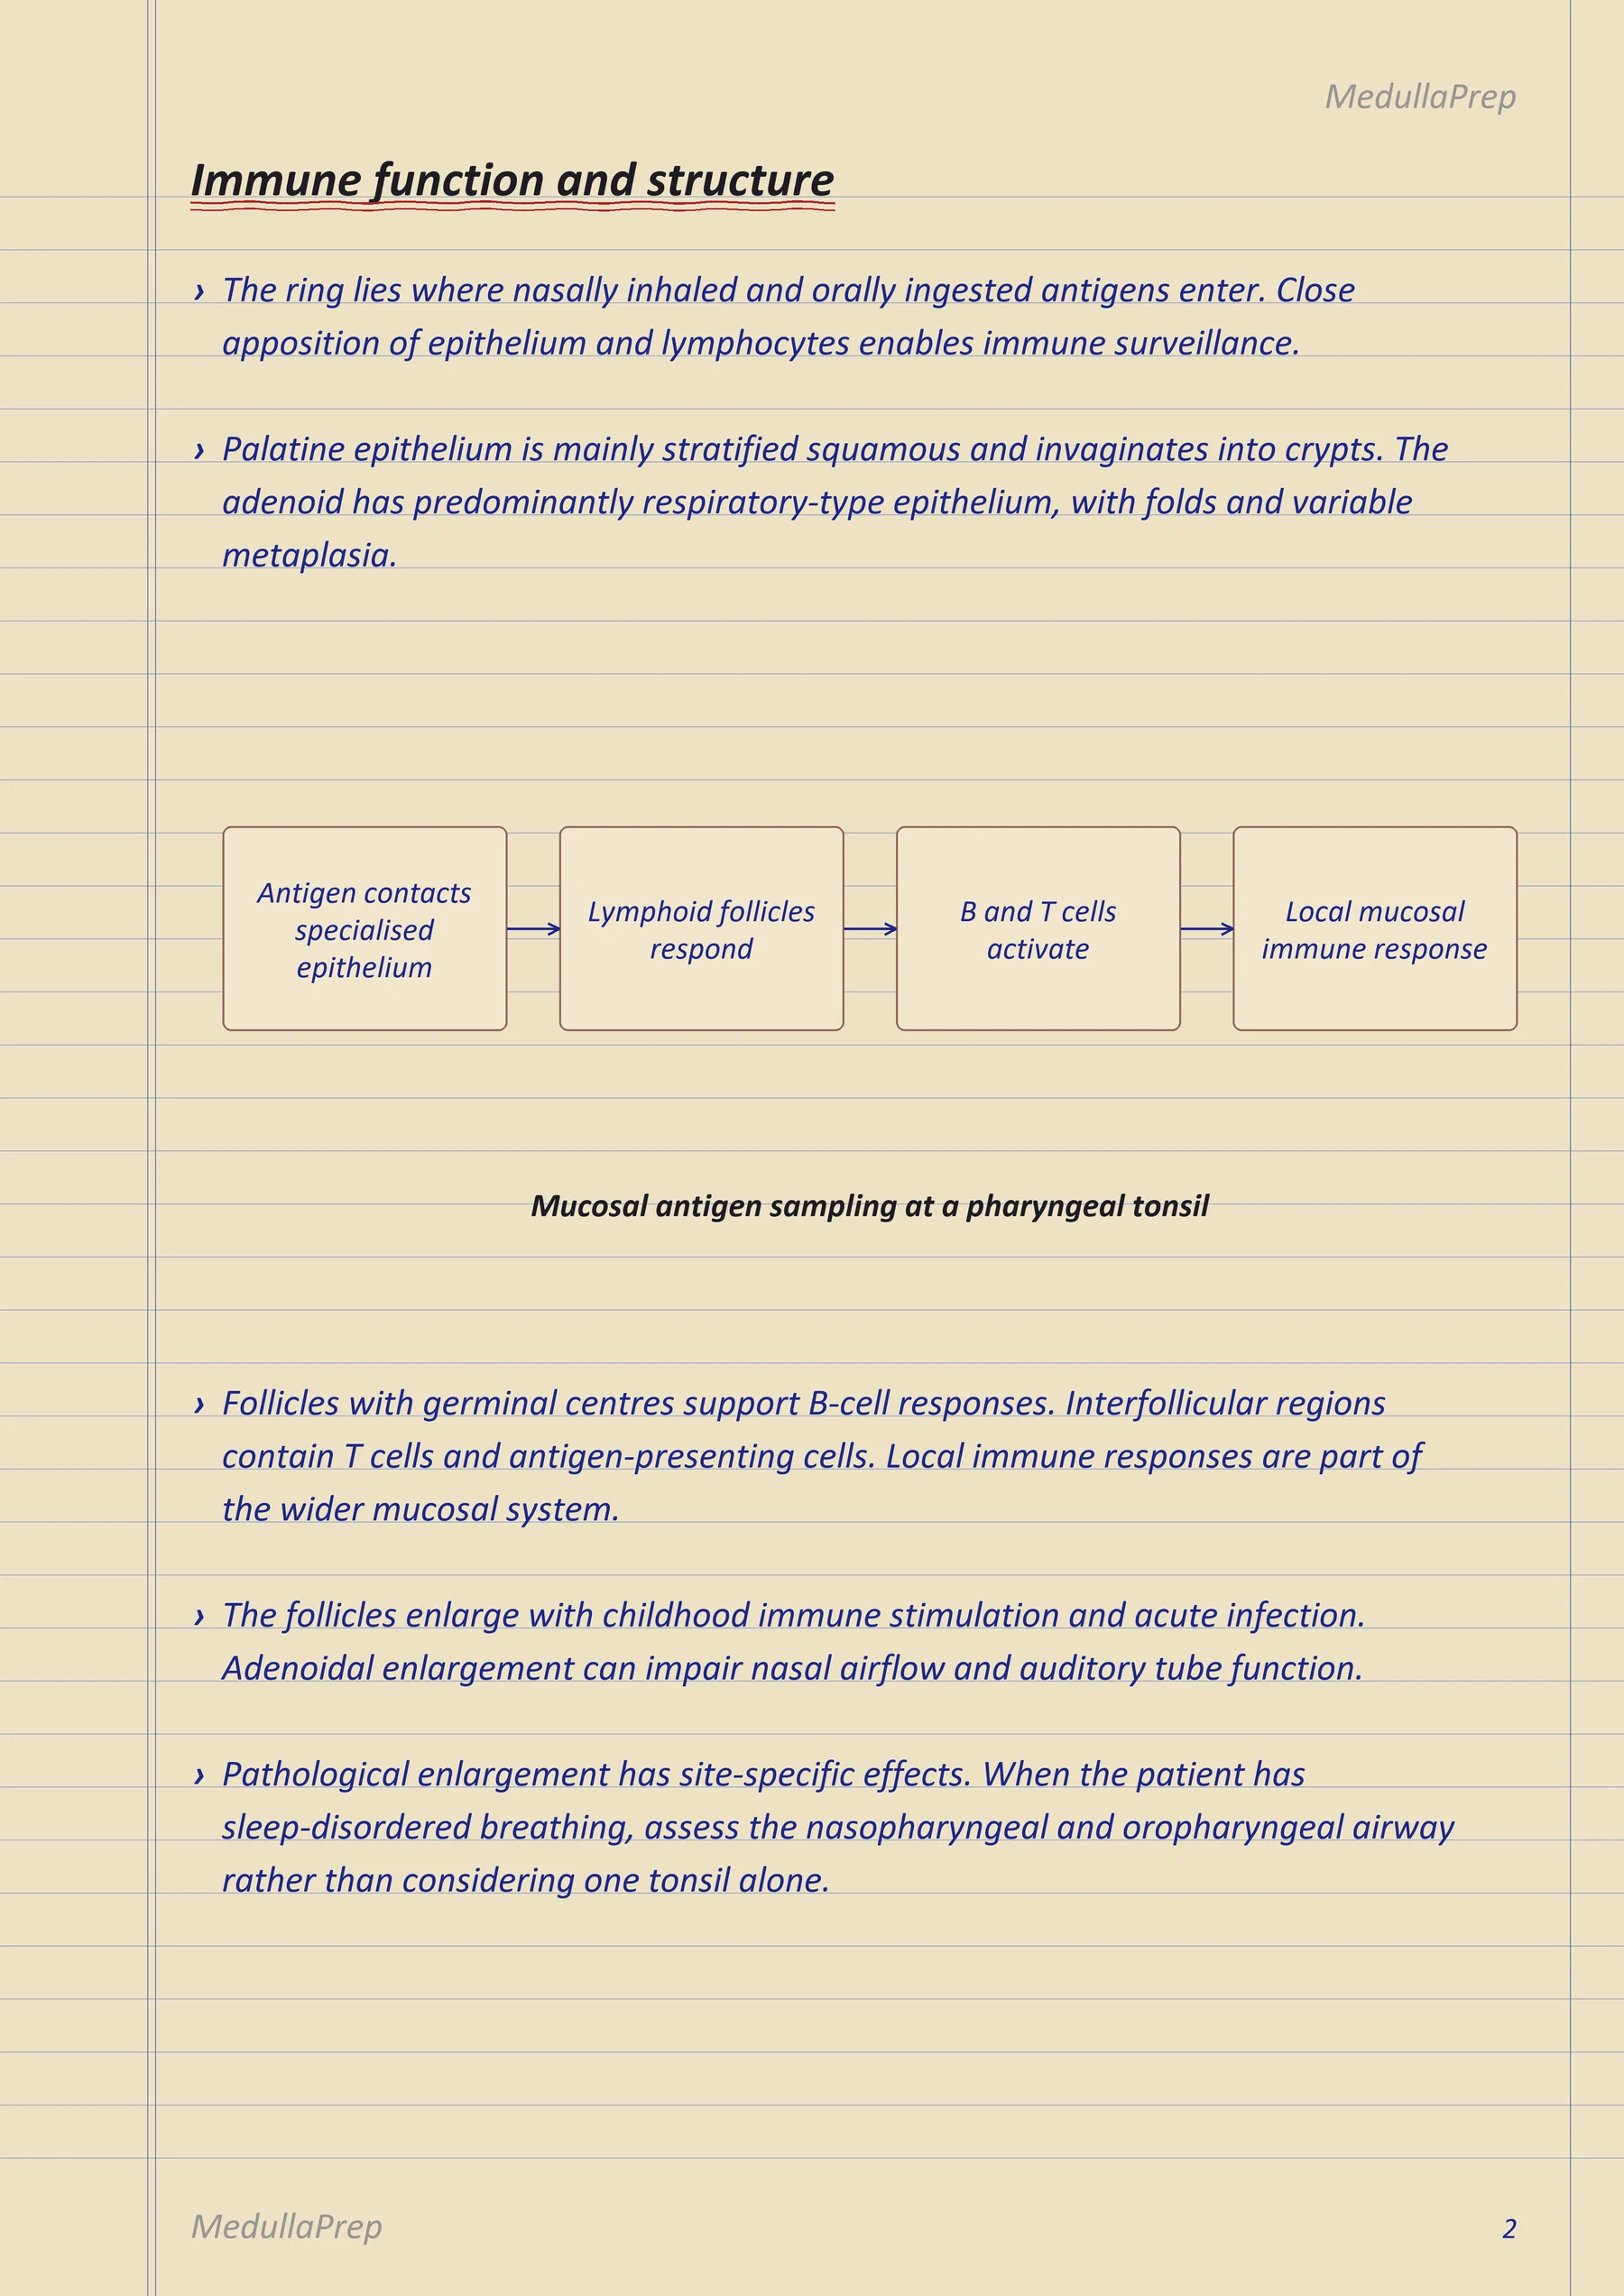 MedullaPrep
Immune function and structure
› The ring lies where nasally inhaled and orally ingested antigens enter. Close
apposition of epithelium and lymphocytes enables immune surveillance.
› Palatine epithelium is mainly stratified squamous and invaginates into crypts. The
adenoid has predominantly respiratory-type epithelium, with folds and variable
metaplasia.
Antigen contacts
specialised
epithelium
Lymphoid follicles
respond
B and T cells
activate
Local mucosal
immune response
Mucosal antigen sampling at a pharyngeal tonsil
› Follicles with germinal centres support B-cell responses. Interfollicular regions
contain T cells and antigen-presenting cells. Local immune responses are part of
the wider mucosal system.
› The follicles enlarge with childhood immune stimulation and acute infection.
Adenoidal enlargement can impair nasal airflow and auditory tube function.
› Pathological enlargement has site-specific effects. When the patient has
sleep-disordered breathing, assess the nasopharyngeal and oropharyngeal airway
rather than considering one tonsil alone.
MedullaPrep
2